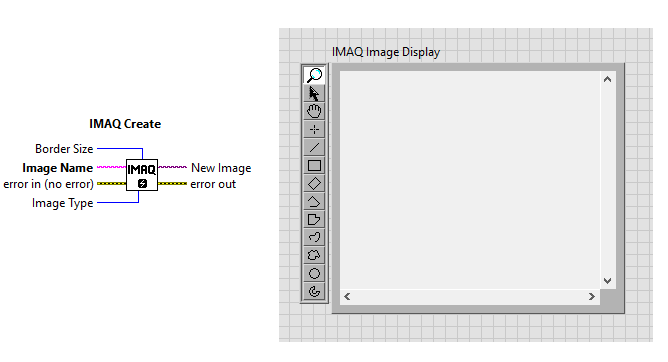 IMAQ Create
Border Size
Image Name
error in (no error)
Image Type
IMAQ
New Image
error out
IMAQ Image Display